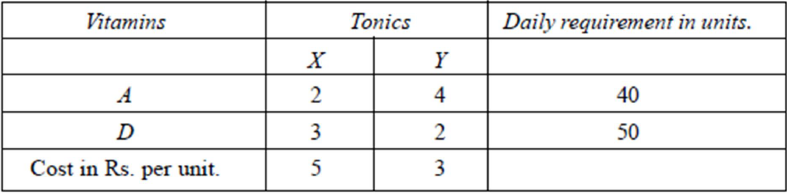 Vitamins Tonics Daily requirement in units.
X Y
A 2 4 40
D 3 2 50
Cost in Rs. per unit. 5 3